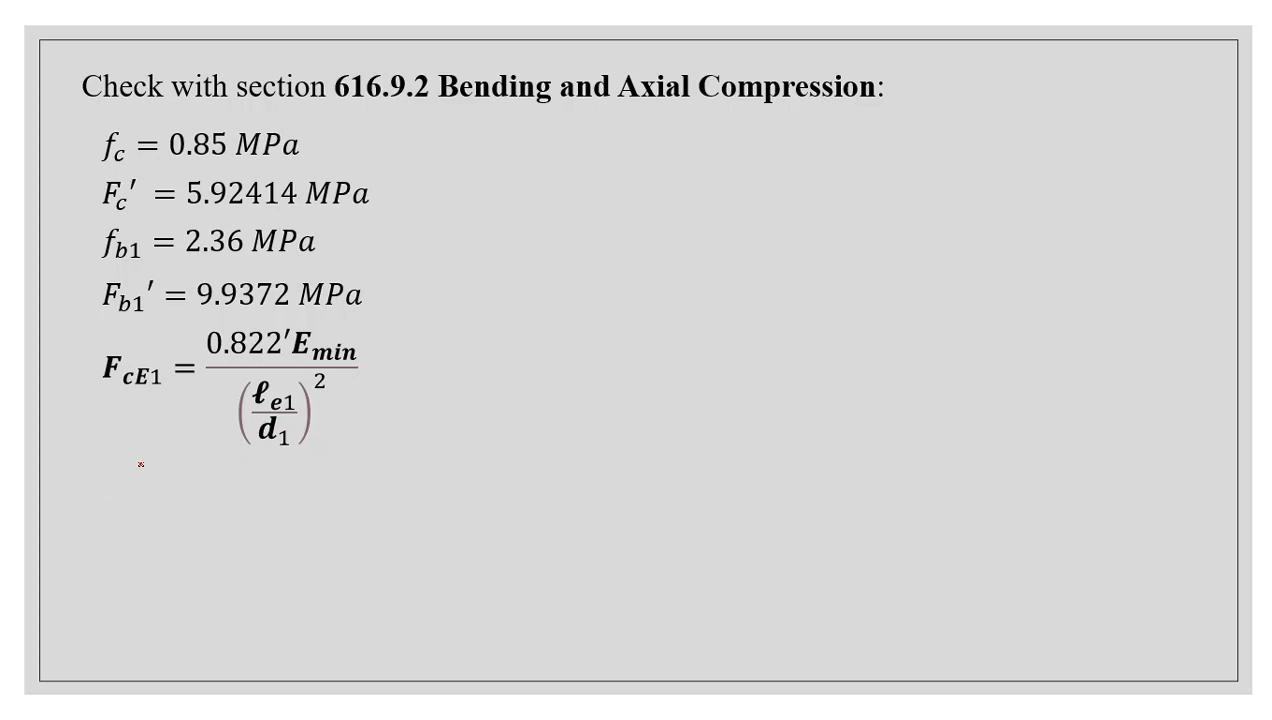 Check with section 616.9.2 Bending and Axial Compression:
f_c = 0.85 MPa
F_c' = 5.92414 MPa
f_b1 = 2.36 MPa
F_b1' = 9.9372 MPa
F_cE1 = 0.822'E_min / (ℓ_e1 / d_1)^2